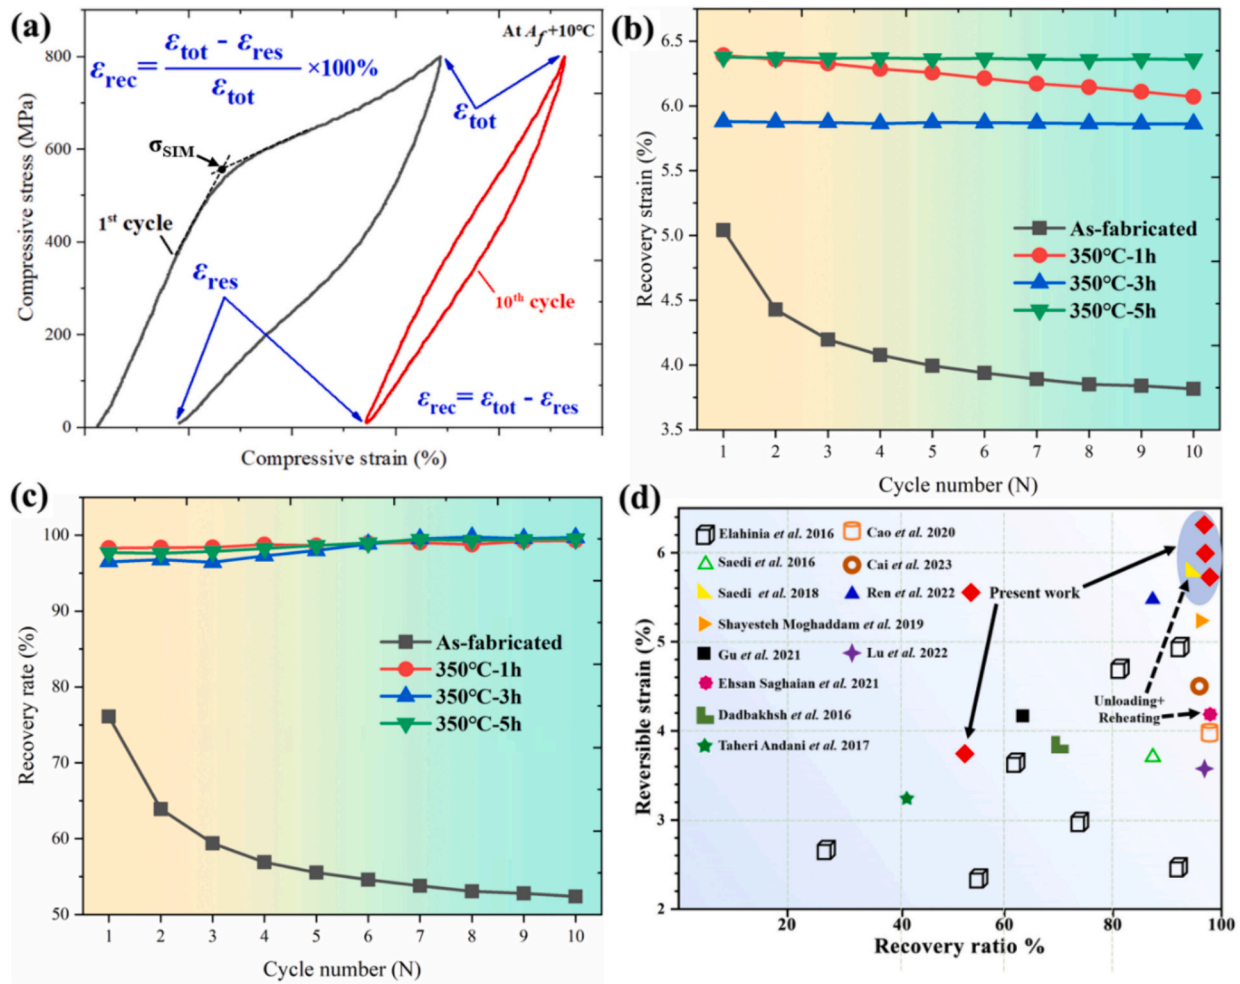 (a)
At Af+10℃
εrec= εtot - εres / εtot ×100%
εtot
σSIM
1st cycle
εres
10th cycle
εrec= εtot - εres
800
600
400
200
0
Compressive stress (MPa)
Compressive strain (%)
(b)
6.5
6.0
5.5
5.0
4.5
4.0
3.5
Recovery strain (%)
As-fabricated
350℃-1h
350℃-3h
350℃-5h
1 2 3 4 5 6 7 8 9 10
Cycle number (N)
(c)
100
90
80
70
60
50
Recovery rate (%)
As-fabricated
350℃-1h
350℃-3h
350℃-5h
1 2 3 4 5 6 7 8 9 10
Cycle number (N)
(d)
6
5
4
3
2
Reversible strain (%)
Elahinia et al. 2016 Cao et al. 2020
Saedi et al. 2016 Cai et al. 2023
Saedi et al. 2018 Ren et al. 2022
Shayesteh Moghaddam et al. 2019
Gu et al. 2021 Lu et al. 2022
Ehsan Saghaian et al. 2021
Dadbakhsh et al. 2016
Taheri Andani et al. 2017
Present work
Unloading+
Reheating
20 40 60 80 100
Recovery ratio %